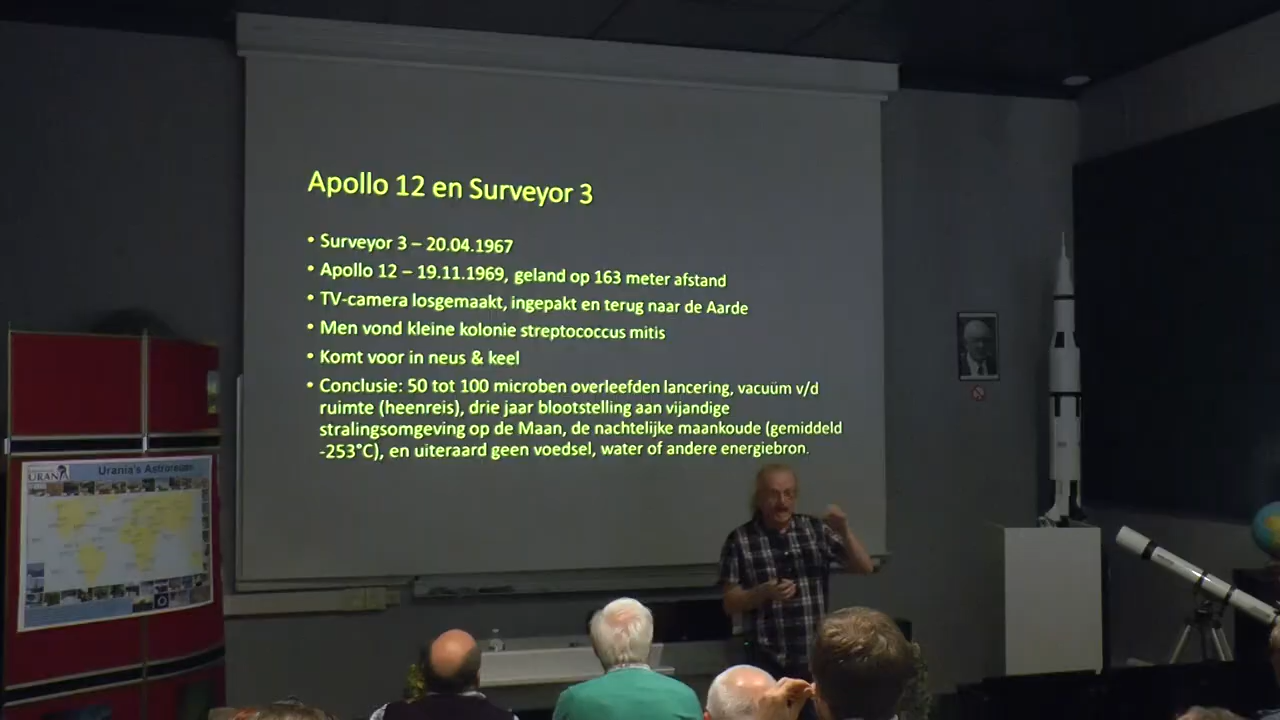 Apollo 12 en Surveyor 3
• Surveyor 3 – 20.04.1967
• Apollo 12 – 19.11.1969, geland op 163 meter afstand
• TV-camera losgemaakt, ingepakt en terug naar de Aarde
• Men vond kleine kolonie streptococcus mitis
• Komt voor in neus & keel
• Conclusie: 50 tot 100 microben overleefden lancering, vacuüm v/d
ruimte (heenreis), drie jaar blootstelling aan vijandige
stralingsomgeving op de Maan, de nachtelijke maankoude (gemiddeld
-253°C), en uiteraard geen voedsel, water of andere energiebron.
URANIA
Urania's Astroreum